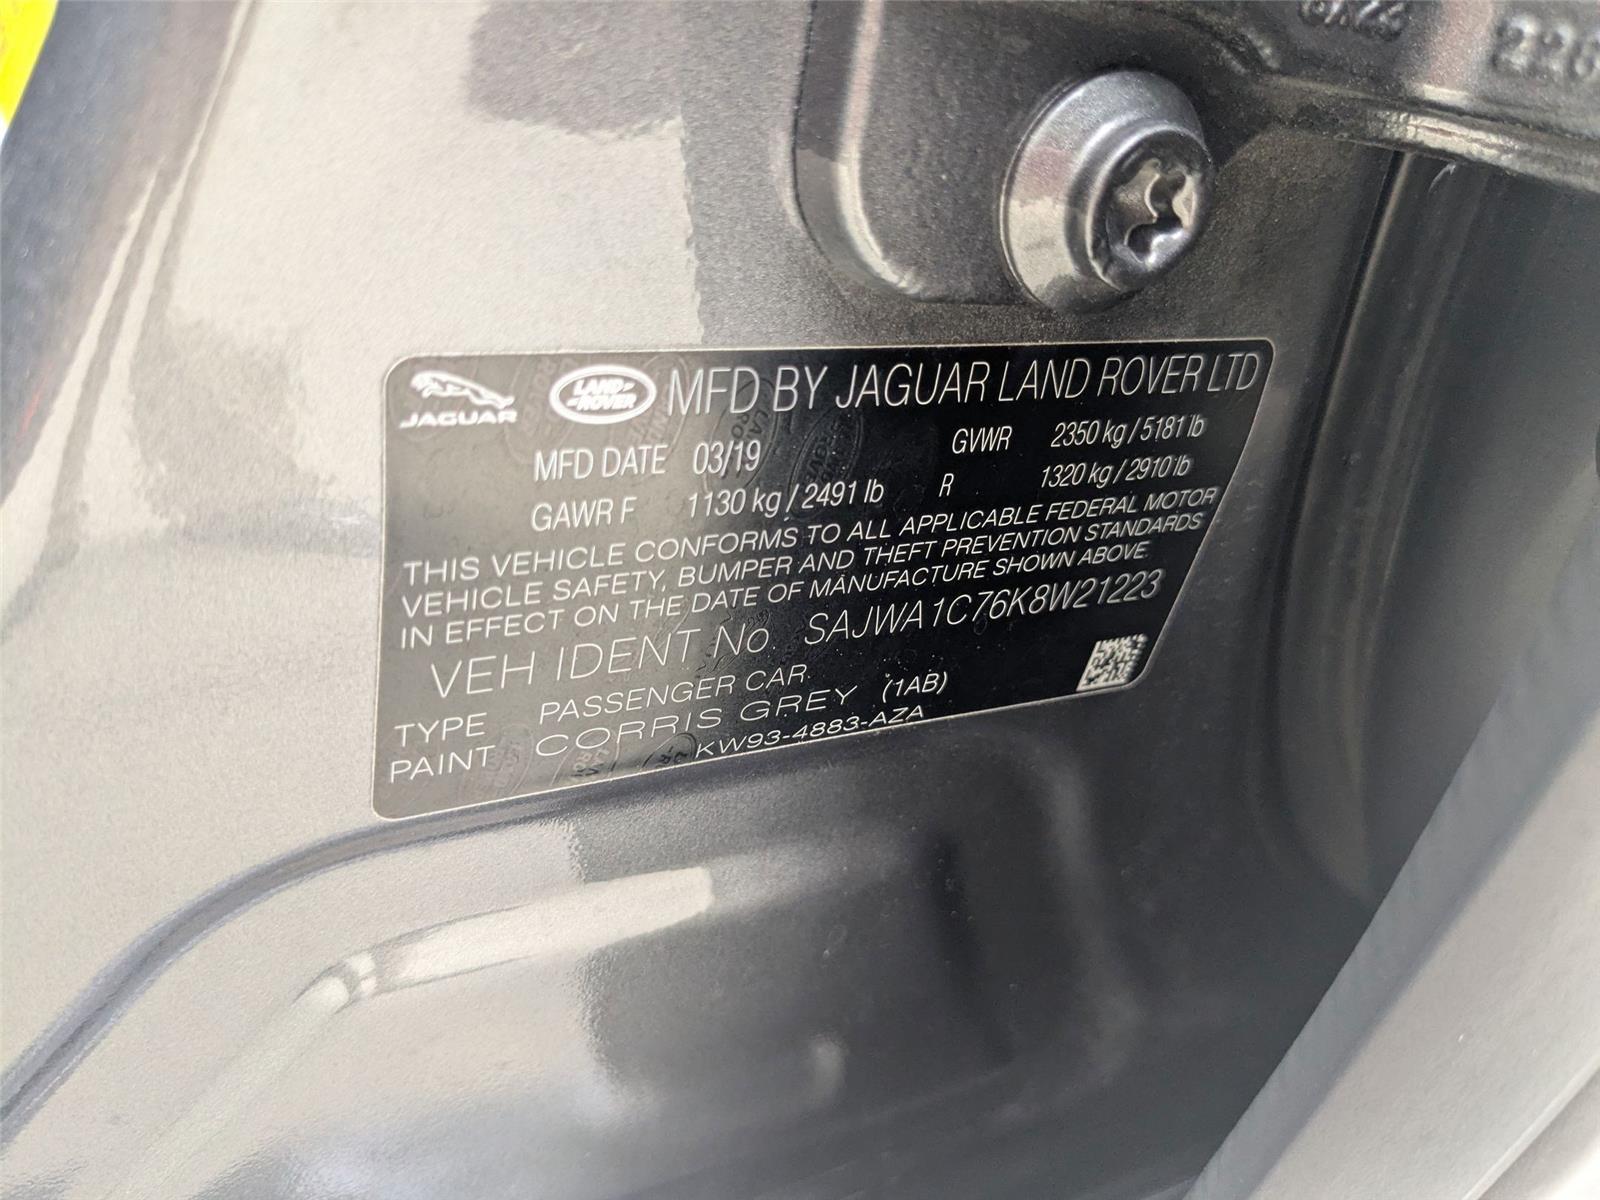 226
JAGUAR LAND-ROVER MFD BY JAGUAR LAND ROVER LTD
MFD DATE 03/19 GVWR 2350 kg / 5181 lb
GAWR F 1130 kg / 2491 lb R 1320 kg / 2910 lb
THIS VEHICLE CONFORMS TO ALL APPLICABLE FEDERAL MOTOR
VEHICLE SAFETY, BUMPER AND THEFT PREVENTION STANDARDS
IN EFFECT ON THE DATE OF MANUFACTURE SHOWN ABOVE.
VEH IDENT No. SAJWA1C76K8W21223
TYPE PASSENGER CAR
PAINT CORRIS GREY (1AB)
KW93-4883-AZA